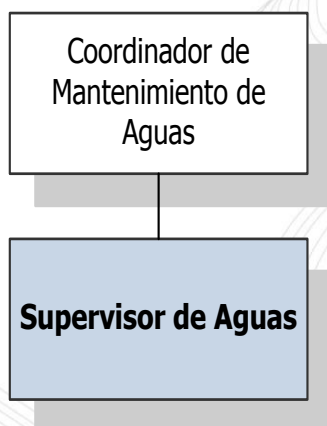 Coordinador de
Mantenimiento de
Aguas
Supervisor de Aguas